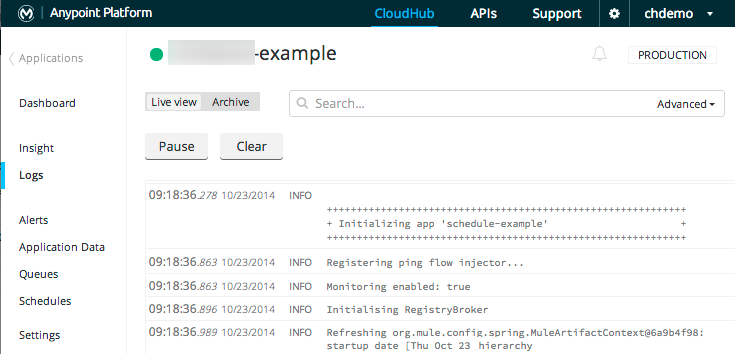 Anypoint Platform CloudHub APIs Support chdemo
Applications
-example PRODUCTION
Dashboard
Live view Archive Search... Advanced
Insight
Pause Clear
Logs
09:18:36.278 10/23/2014 INFO
++++++++++++++++++++++++++++++++++++++++++++++++++++++++++++
+ Initializing app 'schedule-example' +
++++++++++++++++++++++++++++++++++++++++++++++++++++++++++++
09:18:36.863 10/23/2014 INFO Registering ping flow injector...
09:18:36.863 10/23/2014 INFO Monitoring enabled: true
09:18:36.896 10/23/2014 INFO Initialising RegistryBroker
09:18:36.989 10/23/2014 INFO Refreshing org.mule.config.spring.MuleArtifactContext@6a9b4f98:
startup date [Thu Oct 23 hierarchy
Alerts
Application Data
Queues
Schedules
Settings